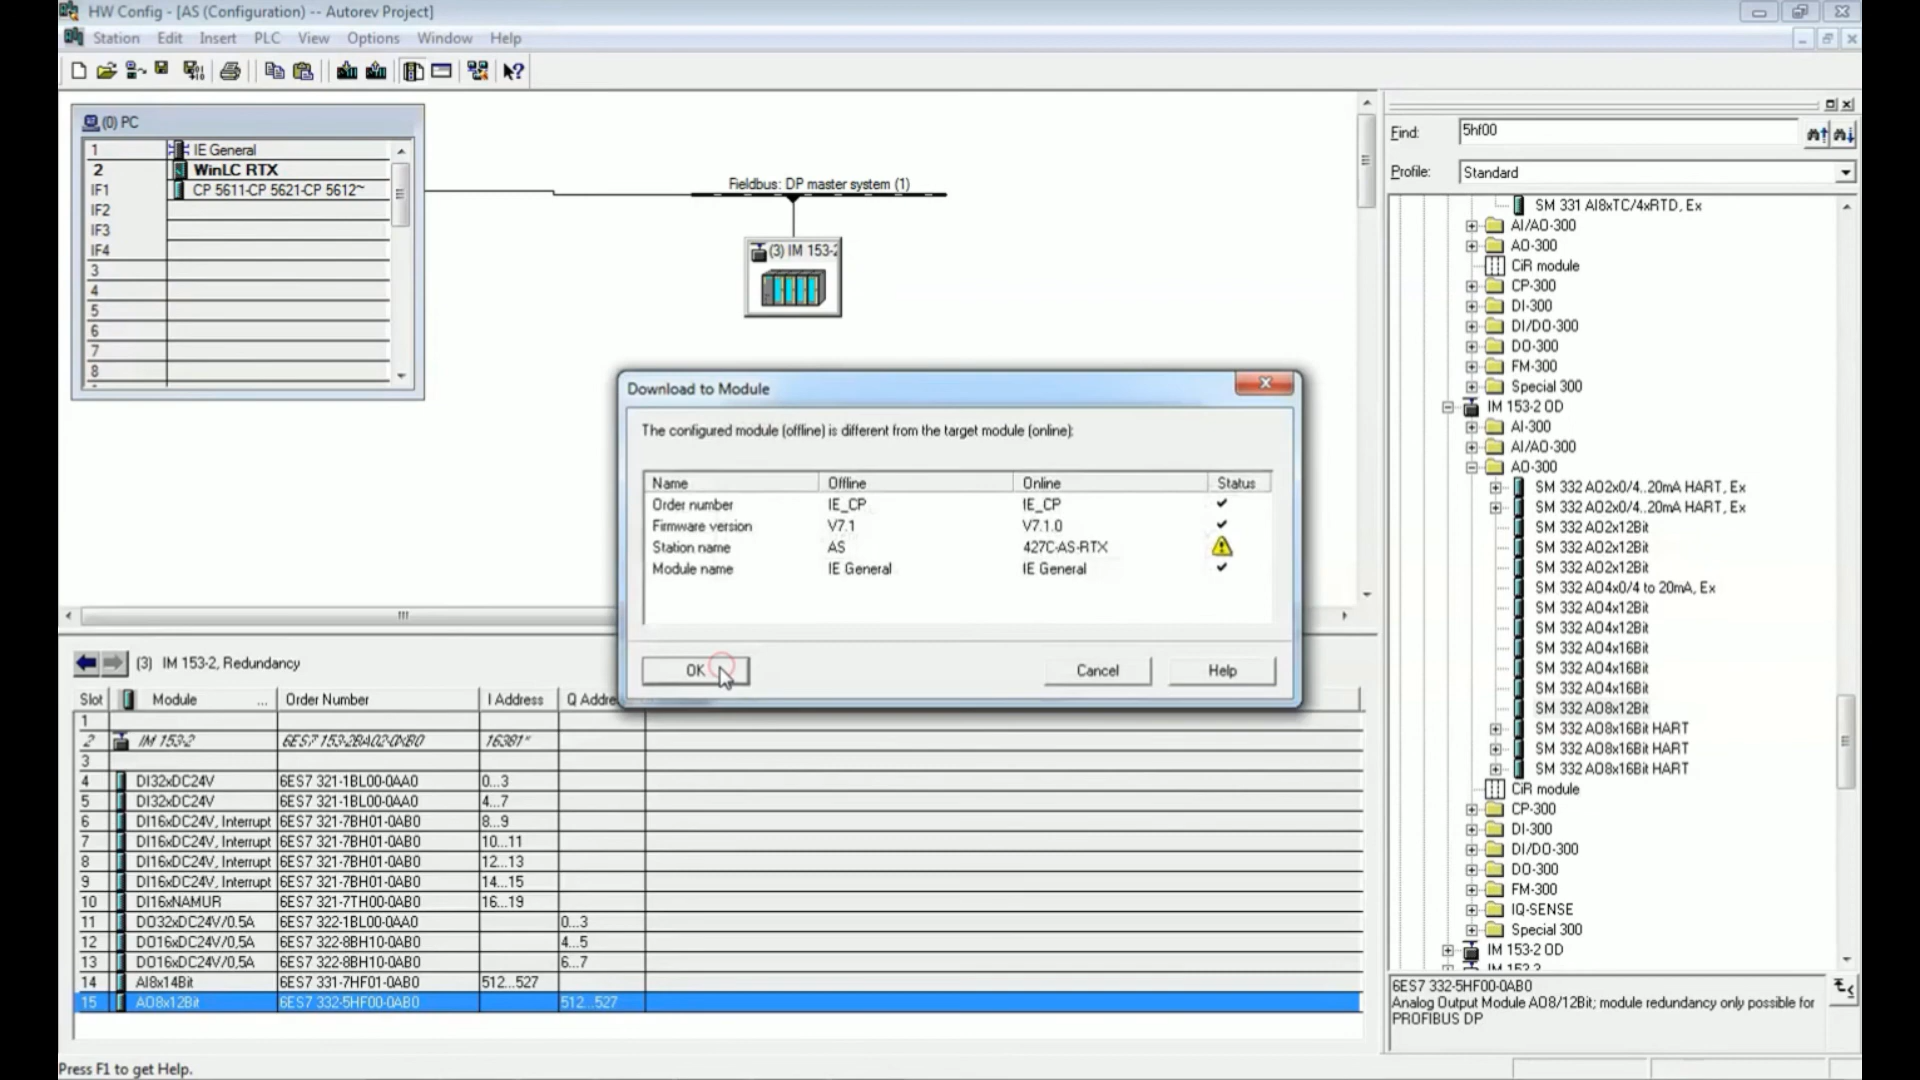 HW Config - [AS (Configuration) -- Autorev Project]
Station Edit Insert PLC View Options Window Help
(0) PC
1 IE General
2 WinLC RTX
IF1 CP 5611-CP 5621-CP 5612~
IF2
IF3
IF4
3
4
5
6
7
8
Fieldbus: DP master system (1)
(3) IM 153-2
Download to Module
The configured module (offline) is different from the target module (online):
Name Offline Online Status
Order number IE_CP IE_CP
Firmware version V7.1 V7.1.0
Station name AS 427C-AS-RTX
Module name IE General IE General
OK Cancel Help
(3) IM 153-2, Redundancy
Slot Module ... Order Number I Address Q Addre
1
2 IM 153-2 6ES7 153-2BA02-0XB0 16381*
3
4 DI32xDC24V 6ES7 321-1BL00-0AA0 0...3
5 DI32xDC24V 6ES7 321-1BL00-0AA0 4...7
6 DI16xDC24V, Interrupt 6ES7 321-7BH01-0AB0 8...9
7 DI16xDC24V, Interrupt 6ES7 321-7BH01-0AB0 10...11
8 DI16xDC24V, Interrupt 6ES7 321-7BH01-0AB0 12...13
9 DI16xDC24V, Interrupt 6ES7 321-7BH01-0AB0 14...15
10 DI16xNAMUR 6ES7 321-7TH00-0AB0 16...19
11 DO32xDC24V/0.5A 6ES7 322-1BL00-0AA0 0...3
12 DO16xDC24V/0,5A 6ES7 322-8BH10-0AB0 4...5
13 DO16xDC24V/0,5A 6ES7 322-8BH10-0AB0 6...7
14 AI8x14Bit 6ES7 331-7HF01-0AB0 512...527
15 AO8x12Bit 6ES7 332-5HF00-0AB0 512...527
Press F1 to get Help.
Find: 5hf00
Profile: Standard
SM 331 AI8xTC/4xRTD, Ex
AI/AO-300
AO-300
CiR module
CP-300
DI-300
DI/DO-300
DO-300
FM-300
Special 300
IM 153-2 OD
AI-300
AI/AO-300
AO-300
SM 332 AO2x0/4..20mA HART, Ex
SM 332 AO2x0/4..20mA HART, Ex
SM 332 AO2x12Bit
SM 332 AO2x12Bit
SM 332 AO2x12Bit
SM 332 AO4x0/4 to 20mA, Ex
SM 332 AO4x12Bit
SM 332 AO4x12Bit
SM 332 AO4x16Bit
SM 332 AO4x16Bit
SM 332 AO4x16Bit
SM 332 AO8x12Bit
SM 332 AO8x16Bit HART
SM 332 AO8x16Bit HART
SM 332 AO8x16Bit HART
CiR module
CP-300
DI-300
DI/DO-300
DO-300
FM-300
IQ-SENSE
Special 300
IM 153-2 OD
IM 153-2
6ES7 332-5HF00-0AB0
Analog Output Module AO8/12Bit; module redundancy only possible for
PROFIBUS DP